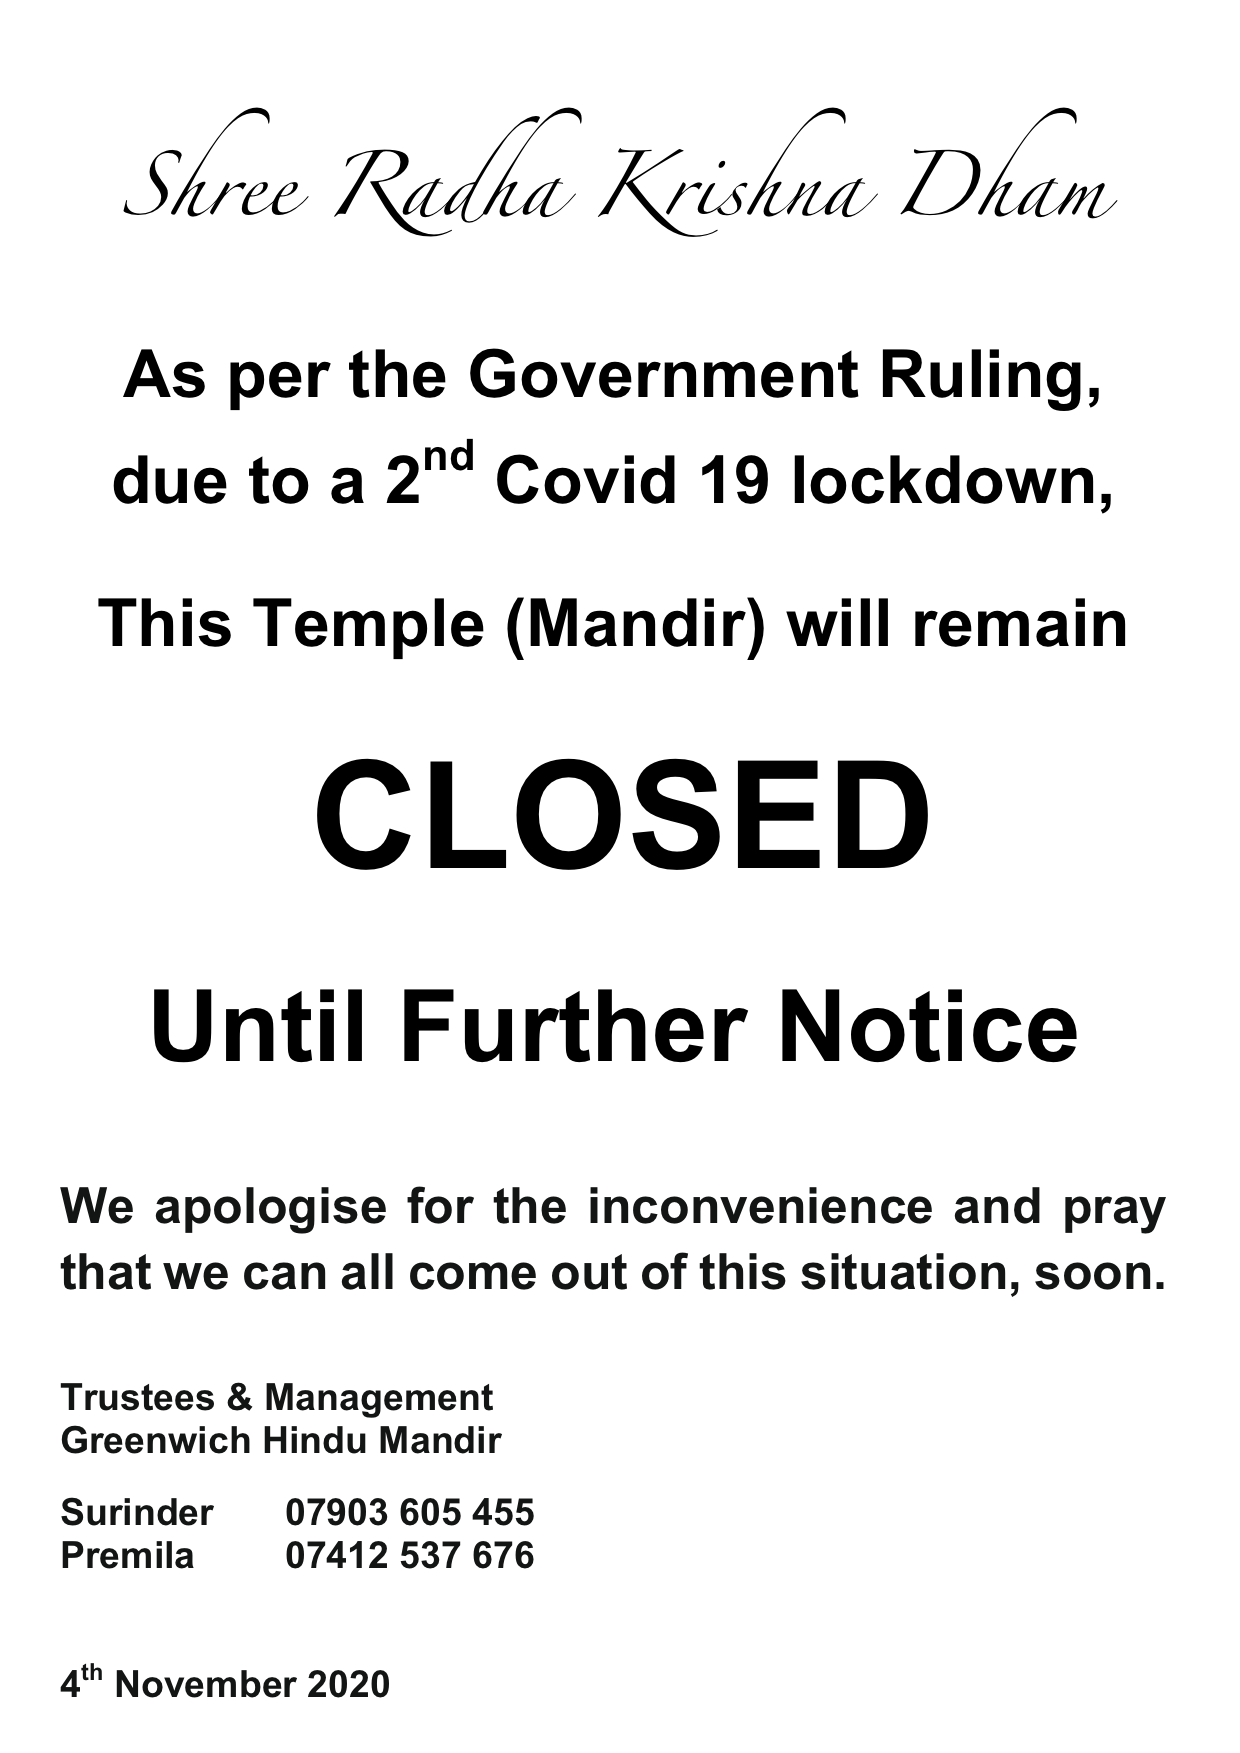 Shree Radha Krishna Dham
As per the Government Ruling,
due to a 2nd Covid 19 lockdown,
This Temple (Mandir) will remain
CLOSED
Until Further Notice
We apologise for the inconvenience and pray
that we can all come out of this situation, soon.
Trustees & Management
Greenwich Hindu Mandir
Surinder 07903 605 455
Premila 07412 537 676
4th November 2020